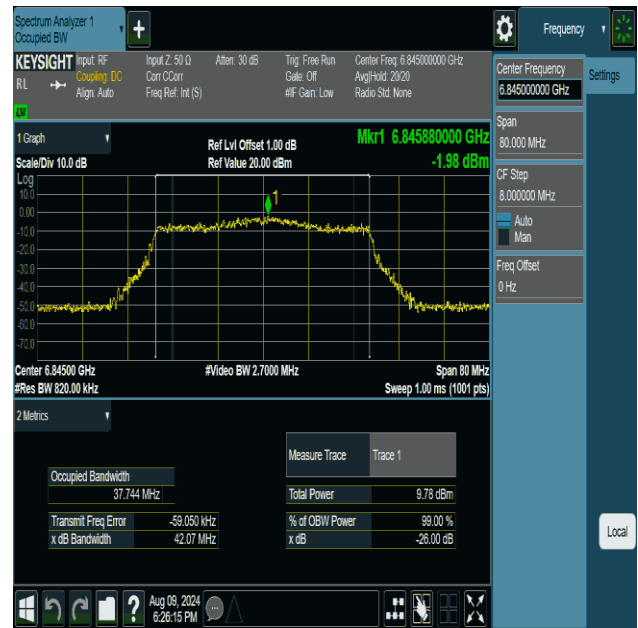 Spectrum Analyzer 1
Occupied BW
Frequency
KEYSIGHT
RL
Input: RF
Coupling: DC
Align: Auto
Input Z: 50 Ω
Corr CCorr
Freq Ref: Int (S)
Atten: 30 dB
Trig: Free Run
Gate: Off
#IF Gain: Low
Center Freq: 6.845000000 GHz
Avg|Hold: 20/20
Radio Std: None
Center Frequency
6.845000000 GHz
Settings
Span
80.000 MHz
CF Step
8.000000 MHz
Auto
Man
Freq Offset
0 Hz
Local
1 Graph
Scale/Div 10.0 dB
Ref Lvl Offset 1.00 dB
Ref Value 20.00 dBm
Mkr1 6.845880000 GHz
-1.98 dBm
Log
10.0
0.00
-10.0
-20.0
-30.0
-40.0
-50.0
-60.0
-70.0
1
Center 6.84500 GHz
#Video BW 2.7000 MHz
Span 80 MHz
#Res BW 820.00 kHz
Sweep 1.00 ms (1001 pts)
2 Metrics
Measure Trace
Trace 1
Occupied Bandwidth
37.744 MHz
Total Power
9.78 dBm
Transmit Freq Error
-59.050 kHz
% of OBW Power
99.00 %
x dB Bandwidth
42.07 MHz
x dB
-26.00 dB
?
Aug 09, 2024
6:26:15 PM